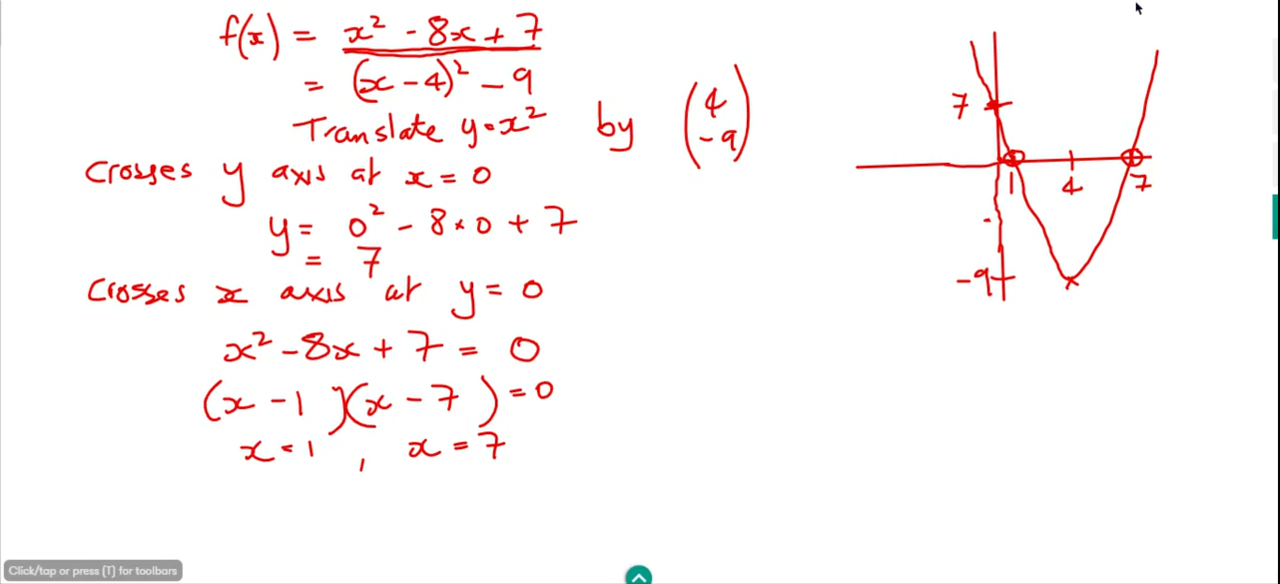 f(x) = x² - 8x + 7
= (x - 4)² - 9
Translate y = x² by (4 -9)
Crosses y axis at x = 0
y = 0² - 8 × 0 + 7
= 7
Crosses x axis at y = 0
x² - 8x + 7 = 0
(x - 1)(x - 7) = 0
x = 1 , x = 7
7
1 4 7
-9
Click/tap or press [T] for toolbars